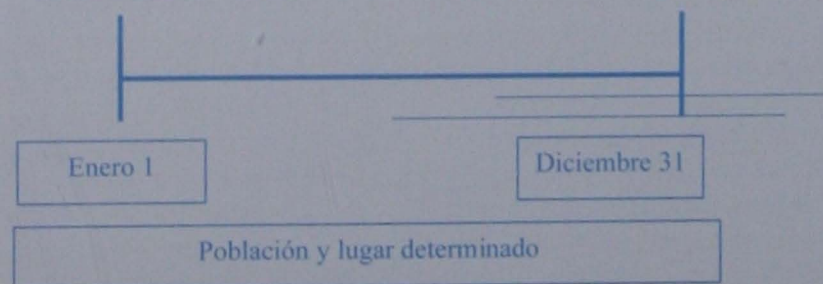 Enero 1
Diciembre 31
Población y lugar determinado